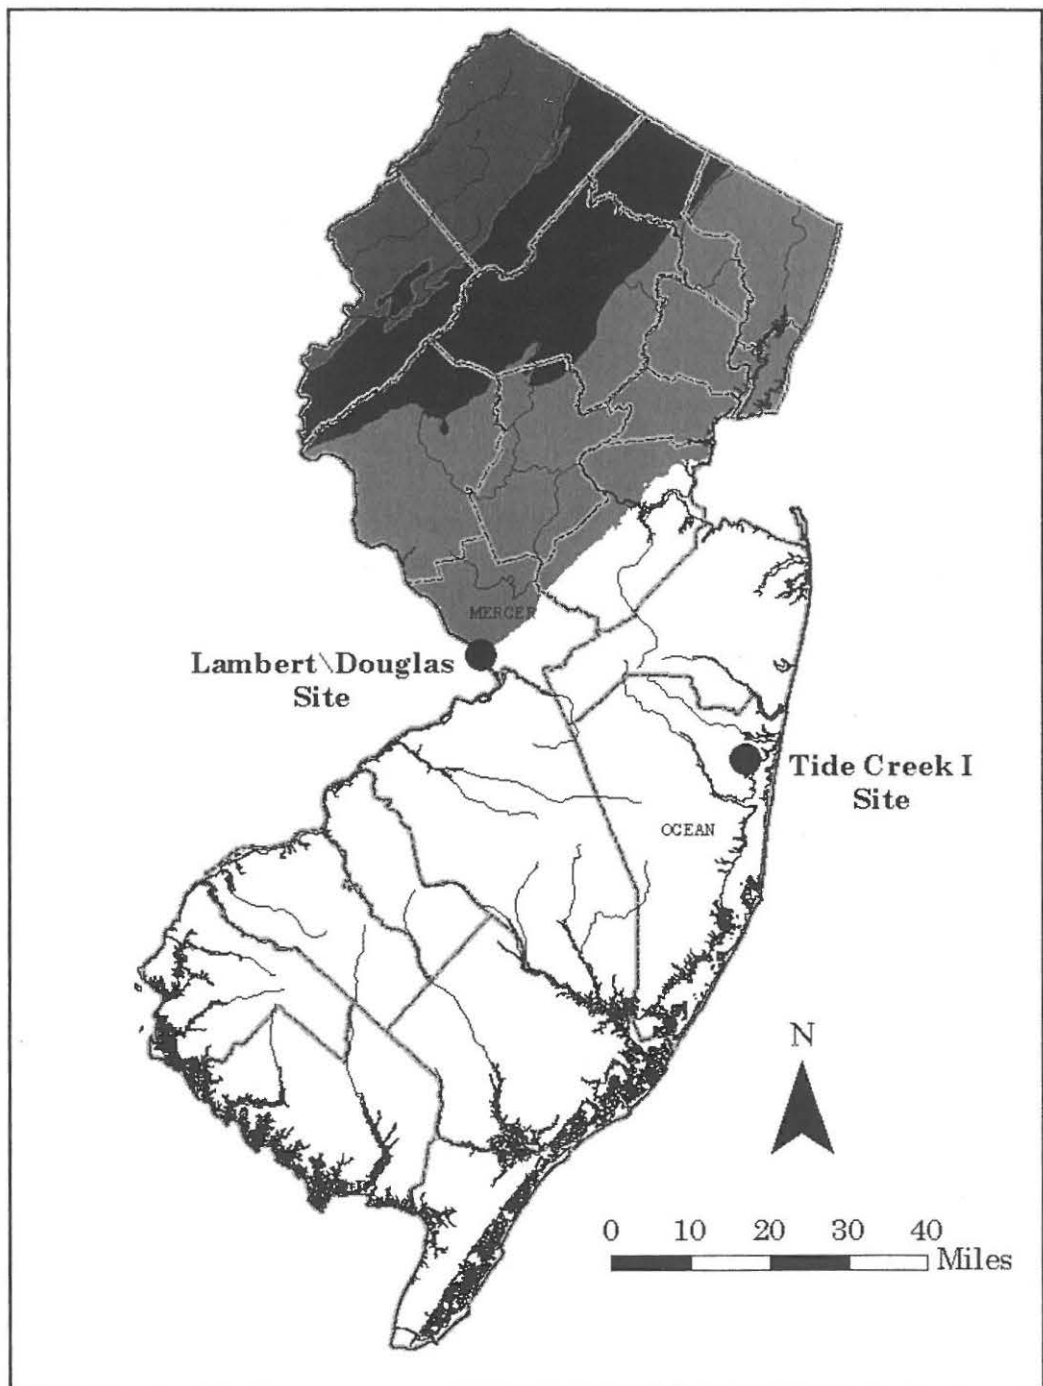 MERCER
Lambert\Douglas
Site
Tide Creek I
Site
OCEAN
N
0 10 20 30 40
Miles